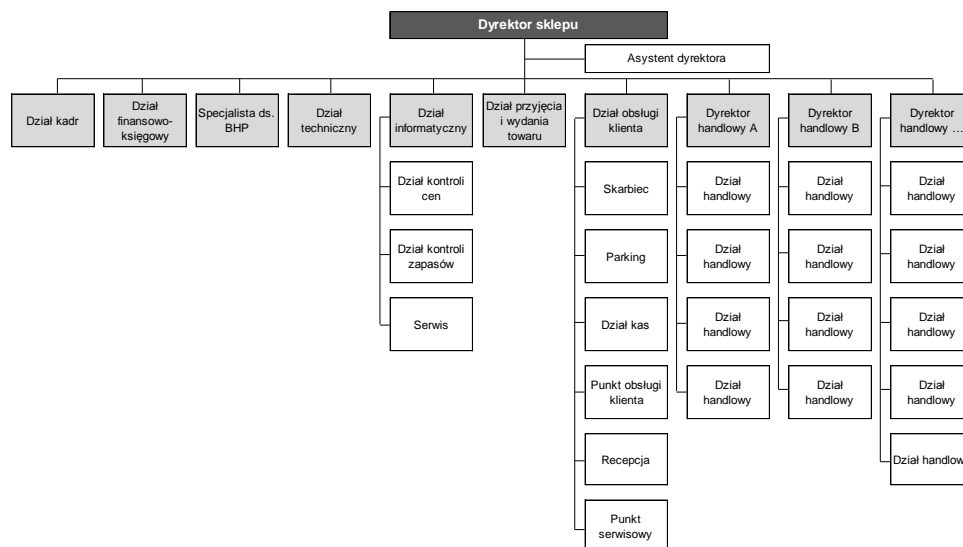 Dyrektor sklepu
Asystent dyrektora
Dział kadr
Dział
finansowo-
księgowy
Specjalista ds.
BHP
Dział
techniczny
Dział
informatyczny
Dział przyjęcia
i wydania
towaru
Dział obsługi
klienta
Dyrektor
handlowy A
Dyrektor
handlowy B
Dyrektor
handlowy ...
Dział kontroli
cen
Dział kontroli
zapasów
Serwis
Skarbiec
Parking
Dział kas
Punkt obsługi
klienta
Recepcja
Punkt
serwisowy
Dział
handlowy
Dział
handlowy
Dział
handlowy
Dział
handlowy
Dział
handlowy
Dział
handlowy
Dział
handlowy
Dział
handlowy
Dział
handlowy
Dział
handlowy
Dział
handlowy
Dział
handlowy
Dział handlow